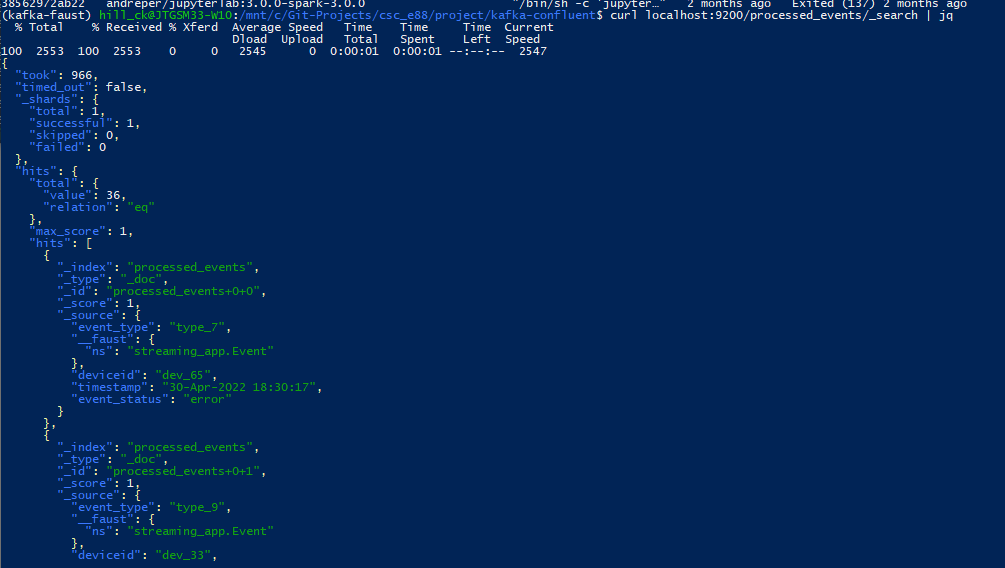 385629/2ab22   andreper/jupyterlab:3.0.0-spark-3.0.0                     "/bin/sh -c 'jupyter…"   2 months ago   Exited (137) 2 months ago
(kafka-faust) hill_ck@JTGSM33-W10:/mnt/c/Git-Projects/csc_e88/project/kafka-confluent$ curl localhost:9200/processed_events/_search | jq
  % Total    % Received % Xferd  Average Speed   Time    Time     Time  Current
                                 Dload  Upload   Total   Spent    Left  Speed
100  2553  100  2553    0     0   2545      0  0:00:01  0:00:01 --:--:--  2547
{
  "took": 966,
  "timed_out": false,
  "_shards": {
    "total": 1,
    "successful": 1,
    "skipped": 0,
    "failed": 0
  },
  "hits": {
    "total": {
      "value": 36,
      "relation": "eq"
    },
    "max_score": 1,
    "hits": [
      {
        "_index": "processed_events",
        "_type": "_doc",
        "_id": "processed_events+0+0",
        "_score": 1,
        "_source": {
          "event_type": "type_7",
          "__faust": {
            "ns": "streaming_app.Event"
          },
          "deviceid": "dev_65",
          "timestamp": "30-Apr-2022 18:30:17",
          "event_status": "error"
        }
      },
      {
        "_index": "processed_events",
        "_type": "_doc",
        "_id": "processed_events+0+1",
        "_score": 1,
        "_source": {
          "event_type": "type_9",
          "__faust": {
            "ns": "streaming_app.Event"
          },
          "deviceid": "dev_33",